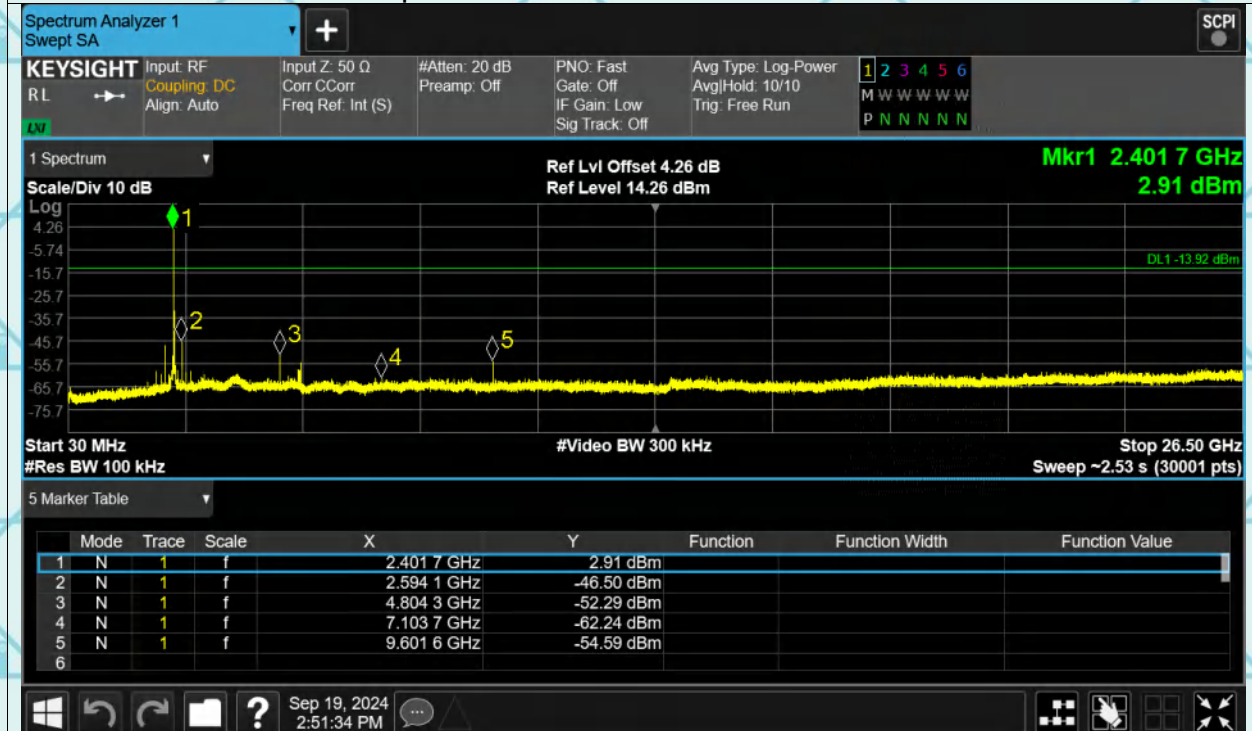 Spectrum Analyzer 1
Swept SA
+
SCPI
KEYSIGHT
RL
LXI
Input: RF
Coupling: DC
Align: Auto
Input Z: 50 Ω
Corr CCorr
Freq Ref: Int (S)
#Atten: 20 dB
Preamp: Off
PNO: Fast
Gate: Off
IF Gain: Low
Sig Track: Off
Avg Type: Log-Power
Avg|Hold: 10/10
Trig: Free Run
1 2 3 4 5 6
M W W W W W
P N N N N N
1 Spectrum
Scale/Div 10 dB
Ref Lvl Offset 4.26 dB
Ref Level 14.26 dBm
Mkr1 2.401 7 GHz
2.91 dBm
Log
4.26
-5.74
-15.7
-25.7
-35.7
-45.7
-55.7
-65.7
-75.7
1
2
3
4
5
DL1 -13.92 dBm
Start 30 MHz
#Video BW 300 kHz
Stop 26.50 GHz
#Res BW 100 kHz
Sweep ~2.53 s (30001 pts)
5 Marker Table
Mode Trace Scale X Y Function Function Width Function Value
1 N 1 f 2.401 7 GHz 2.91 dBm
2 N 1 f 2.594 1 GHz -46.50 dBm
3 N 1 f 4.804 3 GHz -52.29 dBm
4 N 1 f 7.103 7 GHz -62.24 dBm
5 N 1 f 9.601 6 GHz -54.59 dBm
6
?
Sep 19, 2024
2:51:34 PM